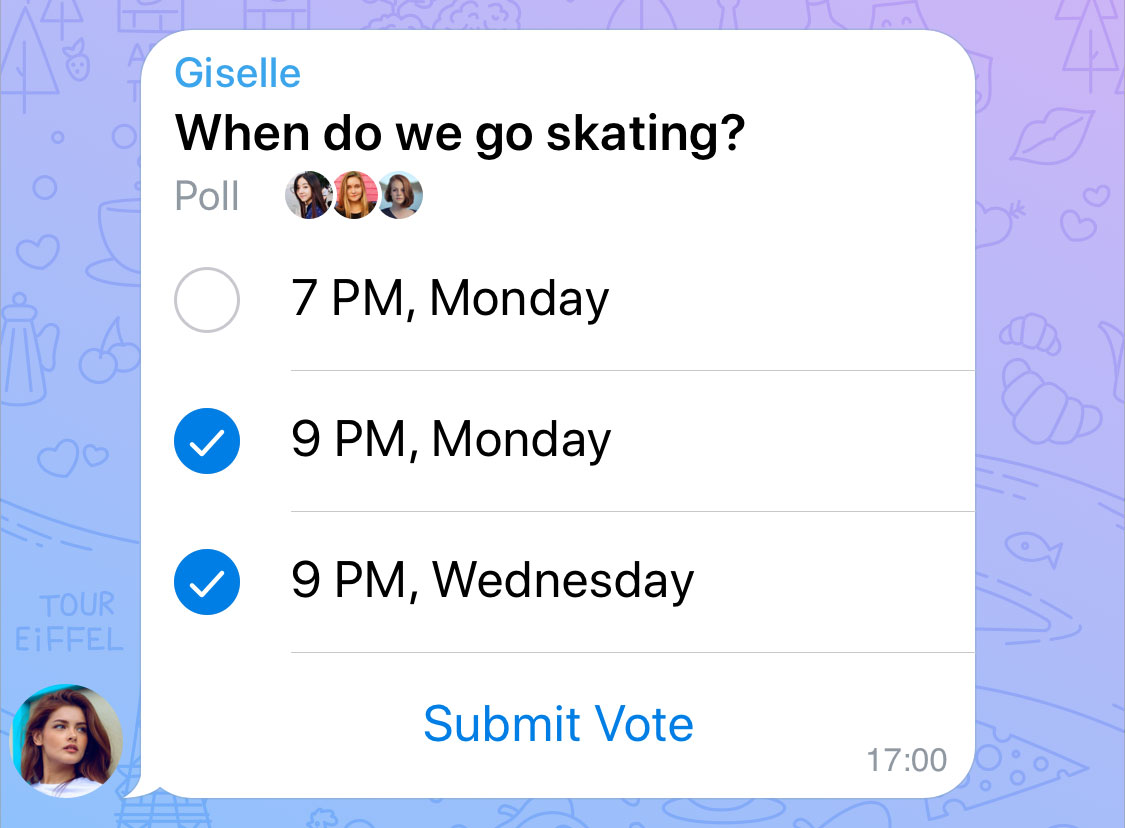 Giselle
When do we go skating?
Poll
7 PM, Monday
9 PM, Monday
9 PM, Wednesday
TOUR
EiFFEL
Submit Vote
17:00